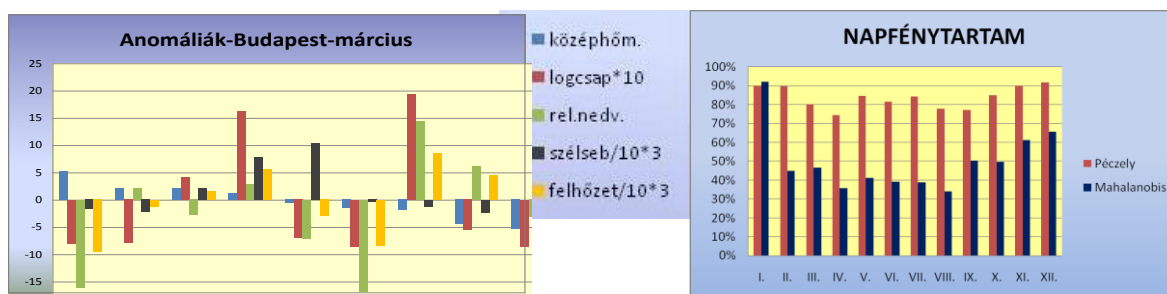 Anomáliák-Budapest-március
25
20
15
10
5
0
-5
-10
-15
középhőm.
logcsap*10
rel.nedv.
szélseb/10*3
felhőzet/10*3
NAPFÉNYTARTAM
100%
90%
80%
70%
60%
50%
40%
30%
20%
10%
0%
I. II. III. IV. V. VI. VII. VIII. IX. X. XI. XII.
Péczely
Mahalanobis